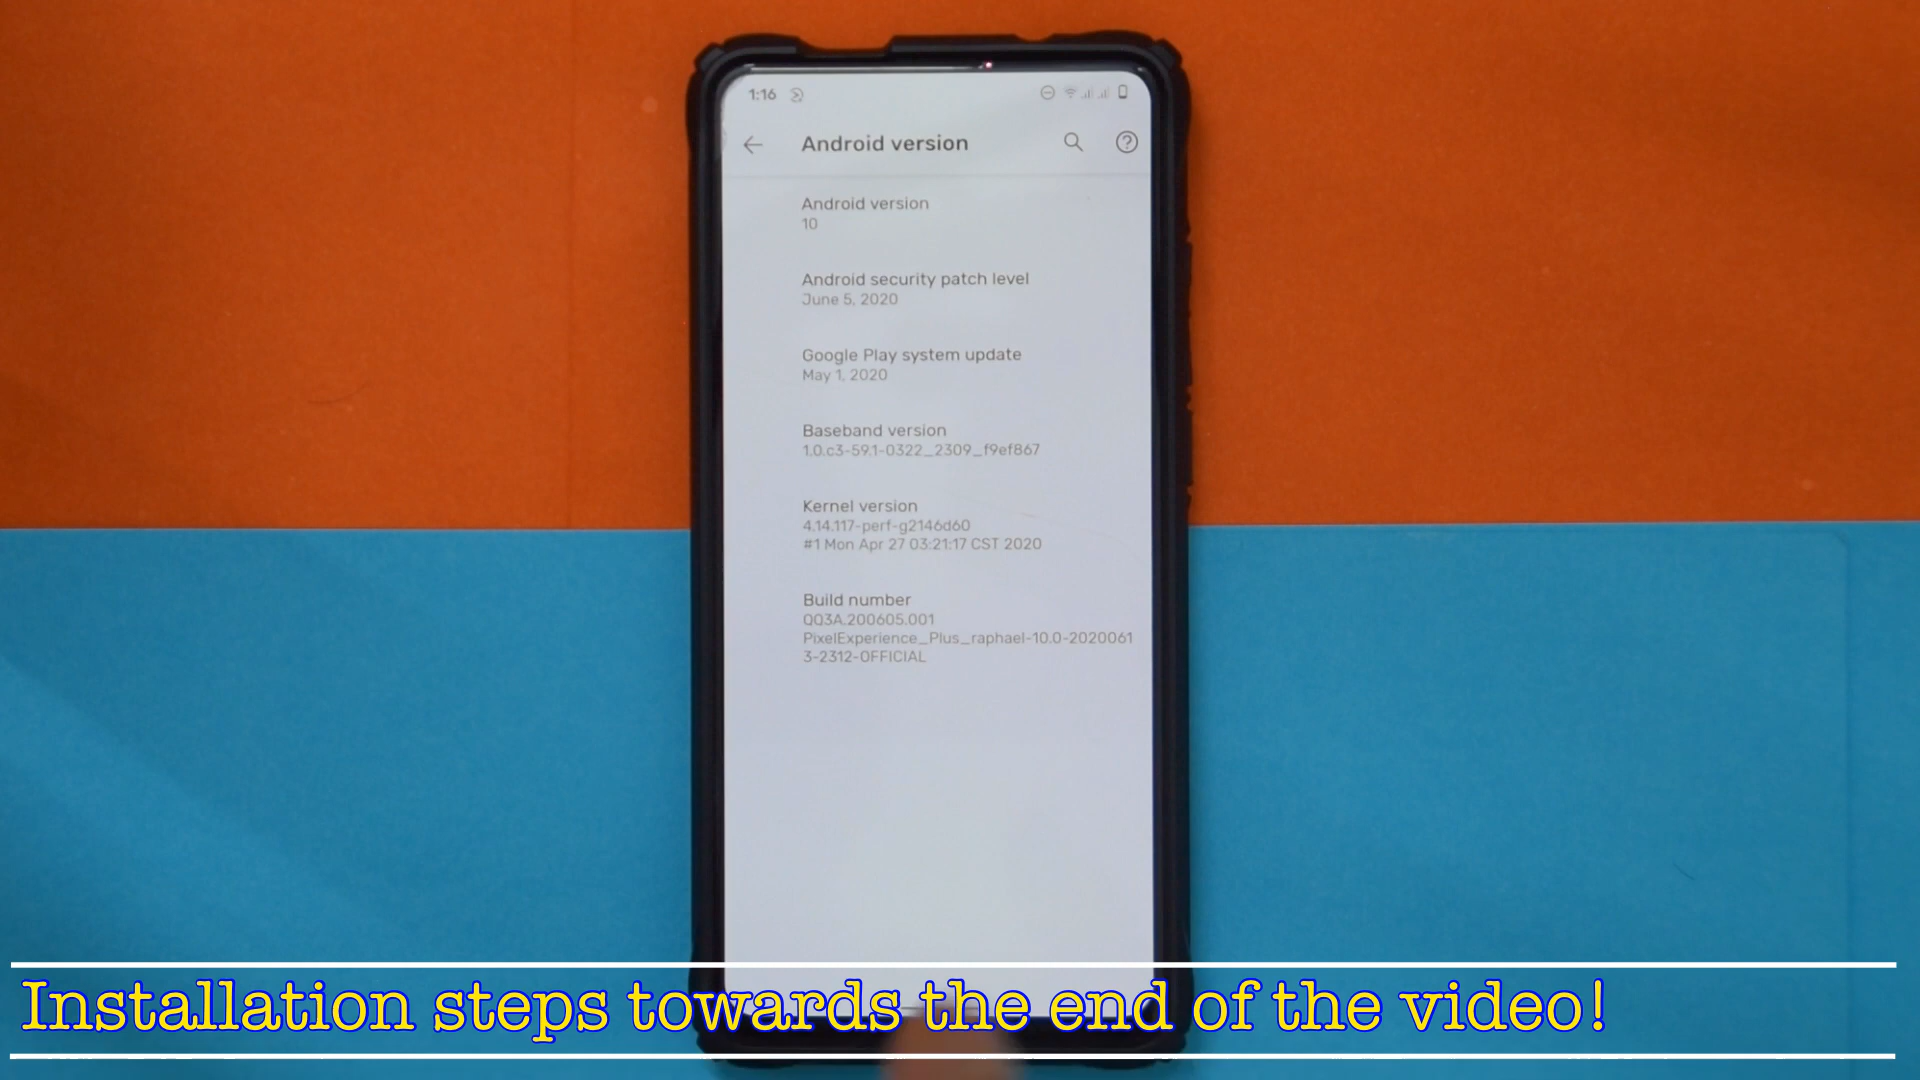 1:16
Android version
Android version
10
Android security patch level
June 5, 2020
Google Play system update
May 1, 2020
Baseband version
1.0.c3-59.1-0322_2309_f9ef867
Kernel version
4.14.117-perf-g2146d60
#1 Mon Apr 27 03:21:17 CST 2020
Build number
QQ3A.200605.001
PixelExperience_Plus_raphael-10.0-2020061
3-2312-OFFICIAL
Installation steps towards the end of the video!